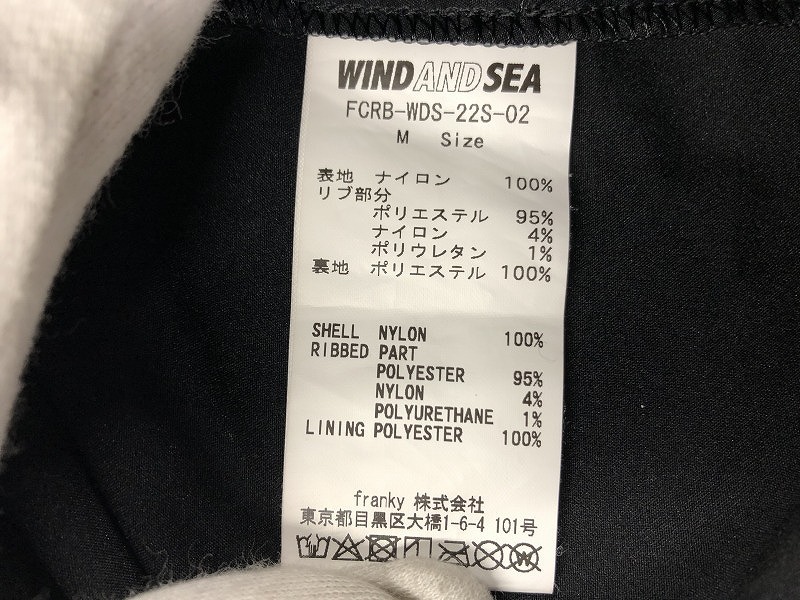 WIND AND SEA
FCRB-WDS-22S-02
M Size
表地 ナイロン 100%
リブ部分
ポリエステル 95%
ナイロン 4%
ポリウレタン 1%
裏地 ポリエステル 100%
SHELL NYLON 100%
RIBBED PART
POLYESTER 95%
NYLON 4%
POLYURETHANE 1%
LINING POLYESTER 100%
franky 株式会社
東京都目黒区大橋1-6-4 101号